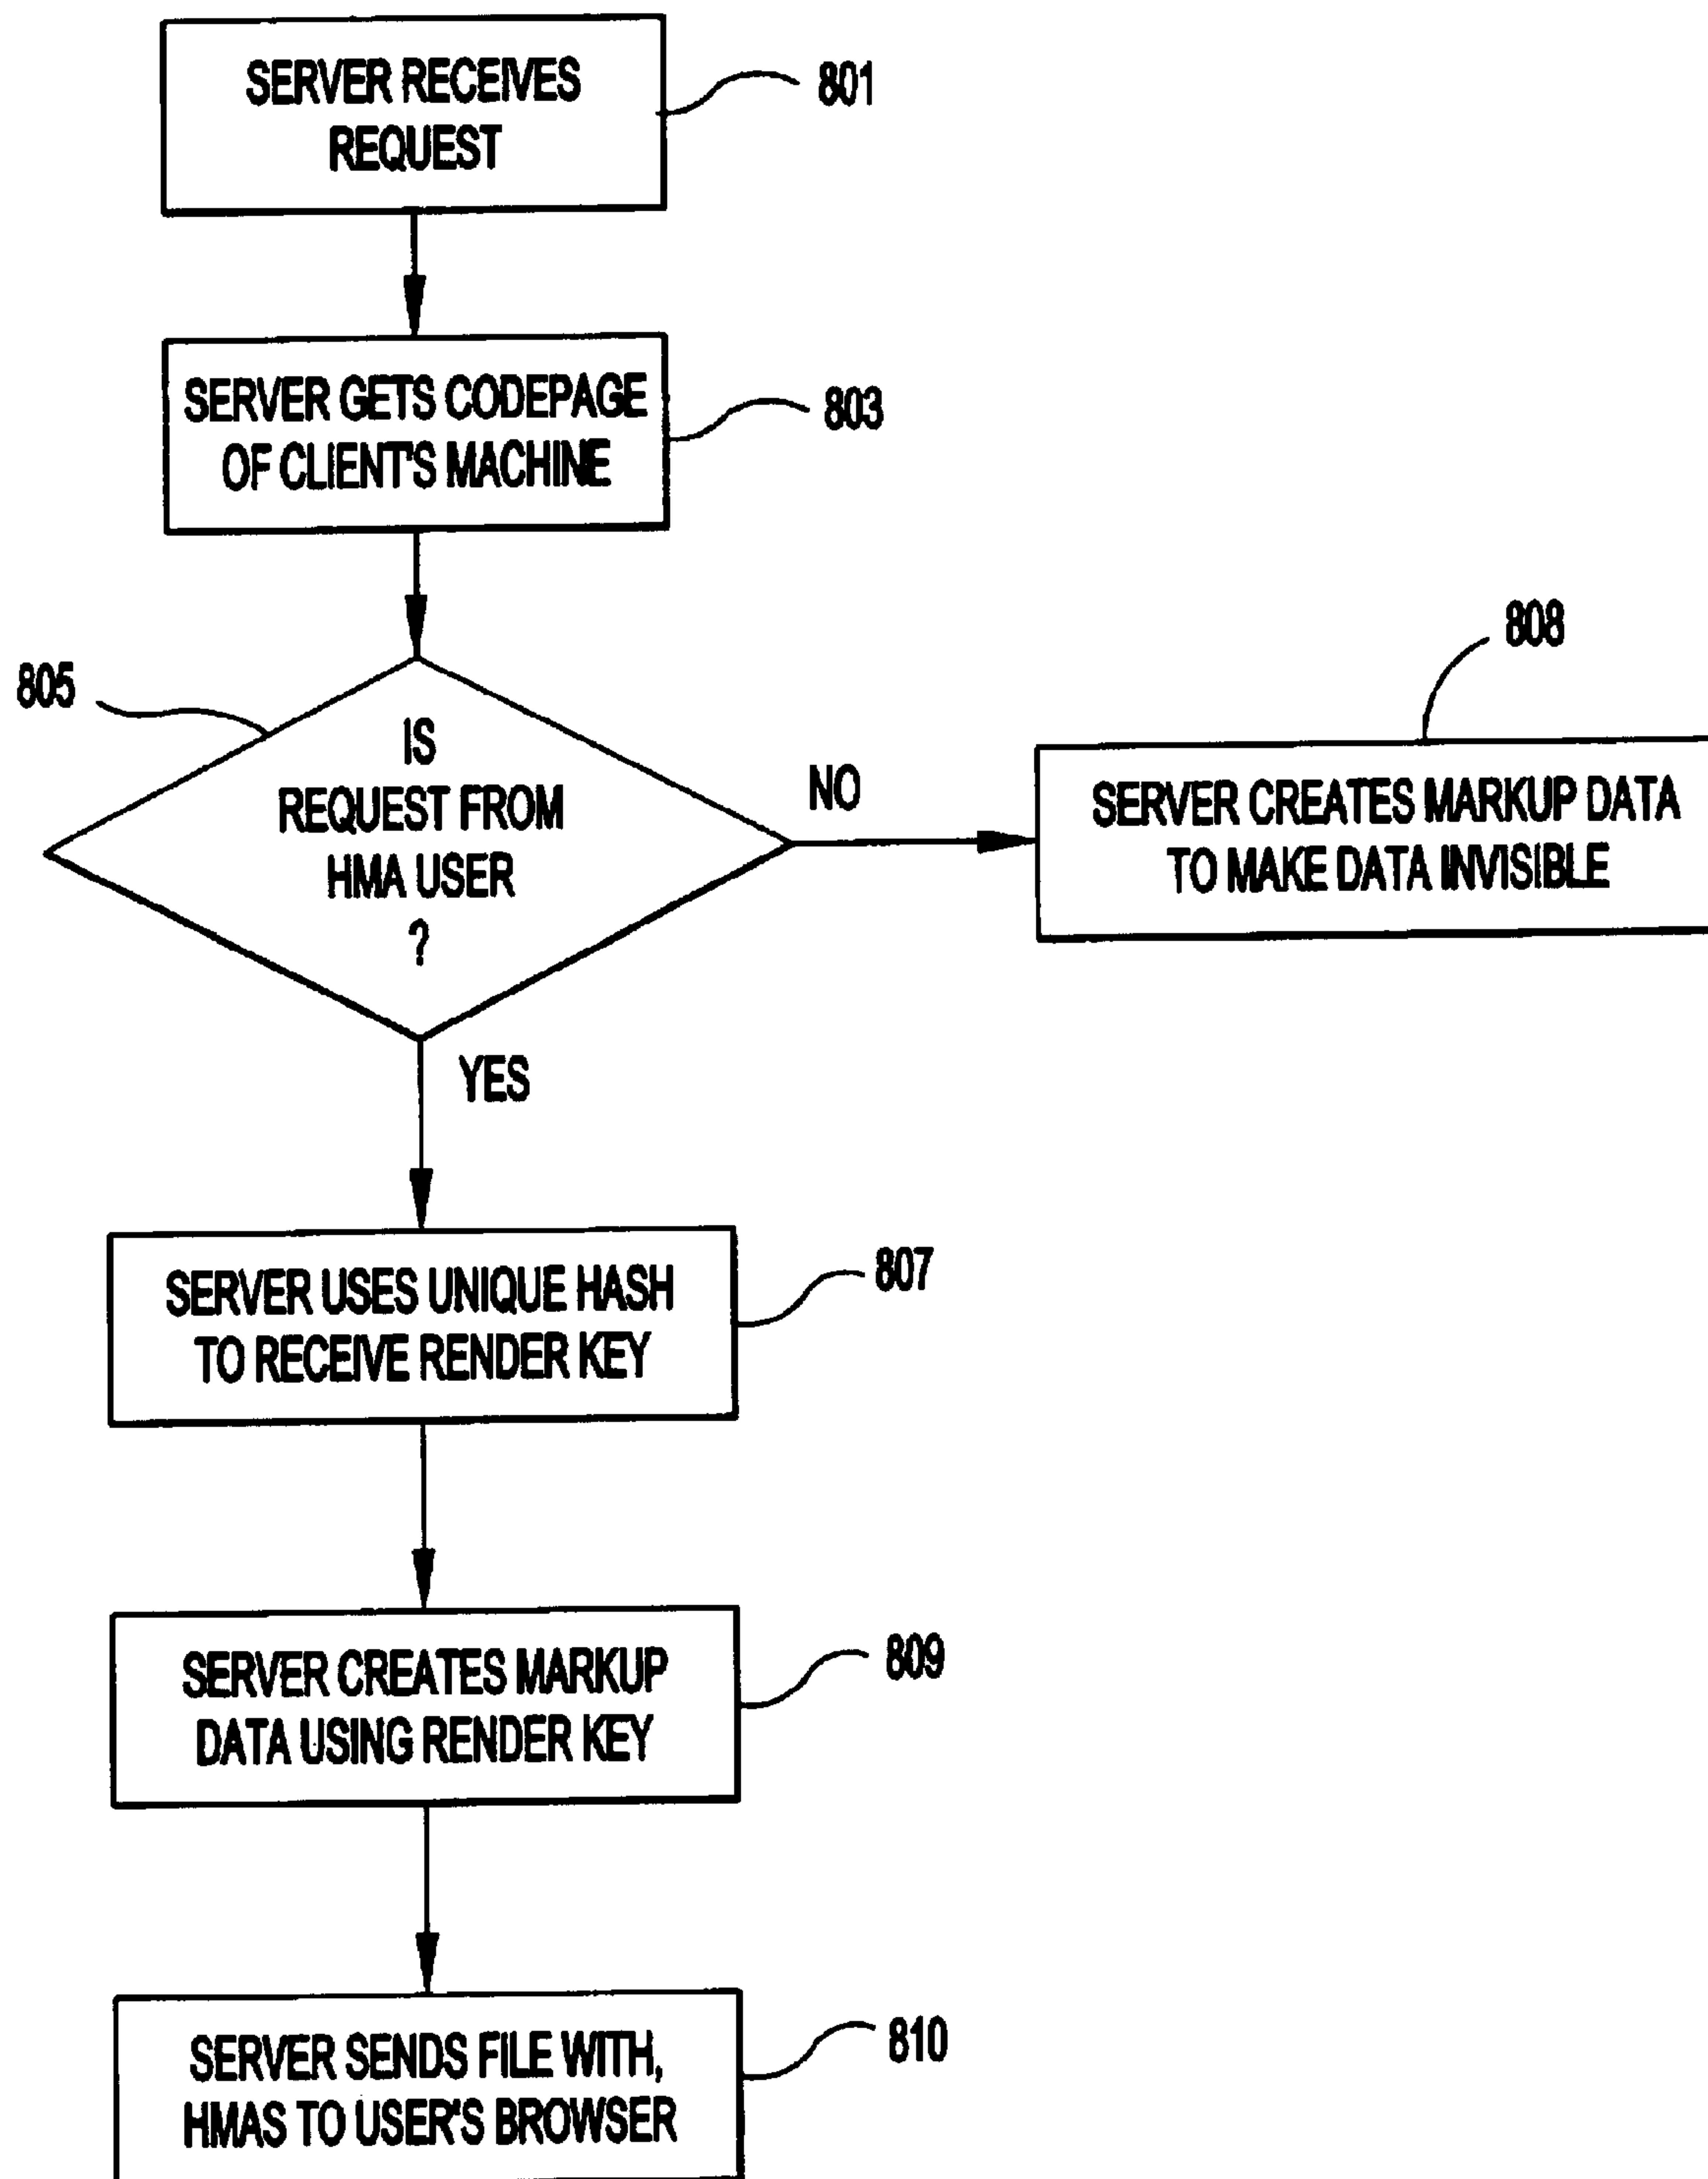 SERVER RECEIVES
REQUEST
801
SERVER GETS CODEPAGE
OF CLIENT'S MACHINE
803
805
IS
REQUEST FROM
HMA USER
?
NO
808
SERVER CREATES MARKUP DATA
TO MAKE DATA INVISIBLE
YES
SERVER USES UNIQUE HASH
TO RECEIVE RENDER KEY
807
SERVER CREATES MARKUP
DATA USING RENDER KEY
809
SERVER SENDS FILE WITH,
HMAS TO USER'S BROWSER
810